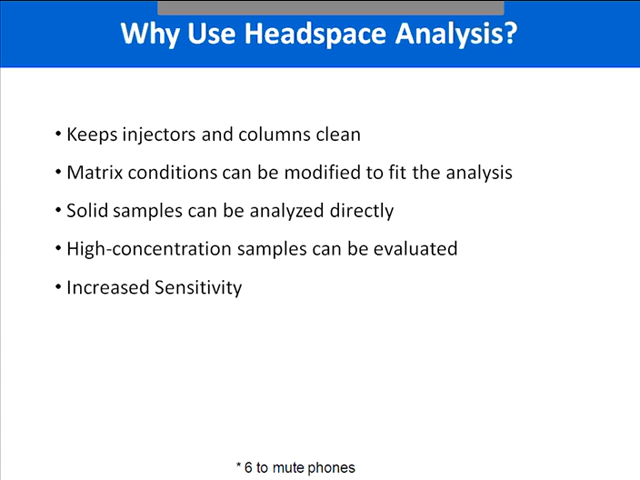 Why Use Headspace Analysis?
• Keeps injectors and columns clean
• Matrix conditions can be modified to fit the analysis
• Solid samples can be analyzed directly
• High-concentration samples can be evaluated
• Increased Sensitivity
* 6 to mute phones